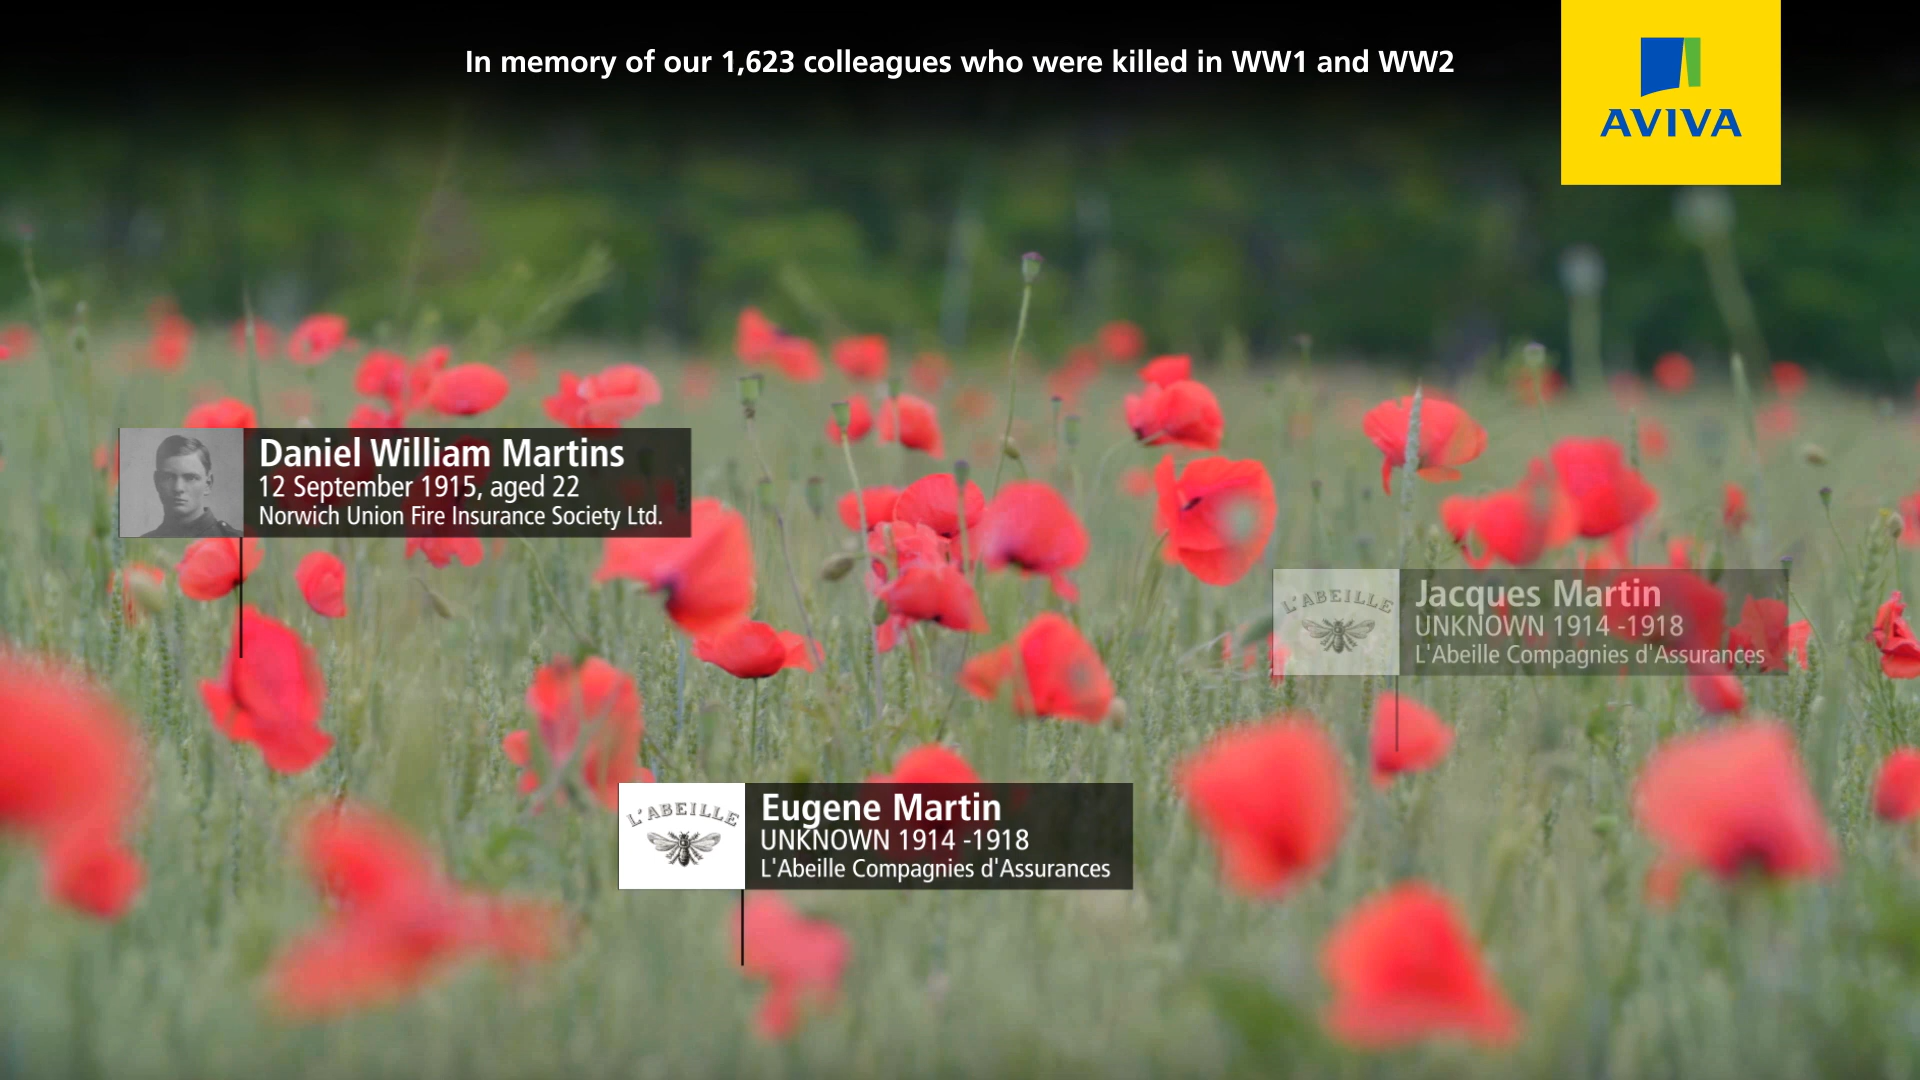 In memory of our 1,623 colleagues who were killed in WW1 and WW2
AVIVA
Daniel William Martins
12 September 1915, aged 22
Norwich Union Fire Insurance Society Ltd.
L'ABEILLE
Jacques Martin
UNKNOWN 1914 -1918
L'Abeille Compagnies d'Assurances
L'ABEILLE
Eugene Martin
UNKNOWN 1914 -1918
L'Abeille Compagnies d'Assurances